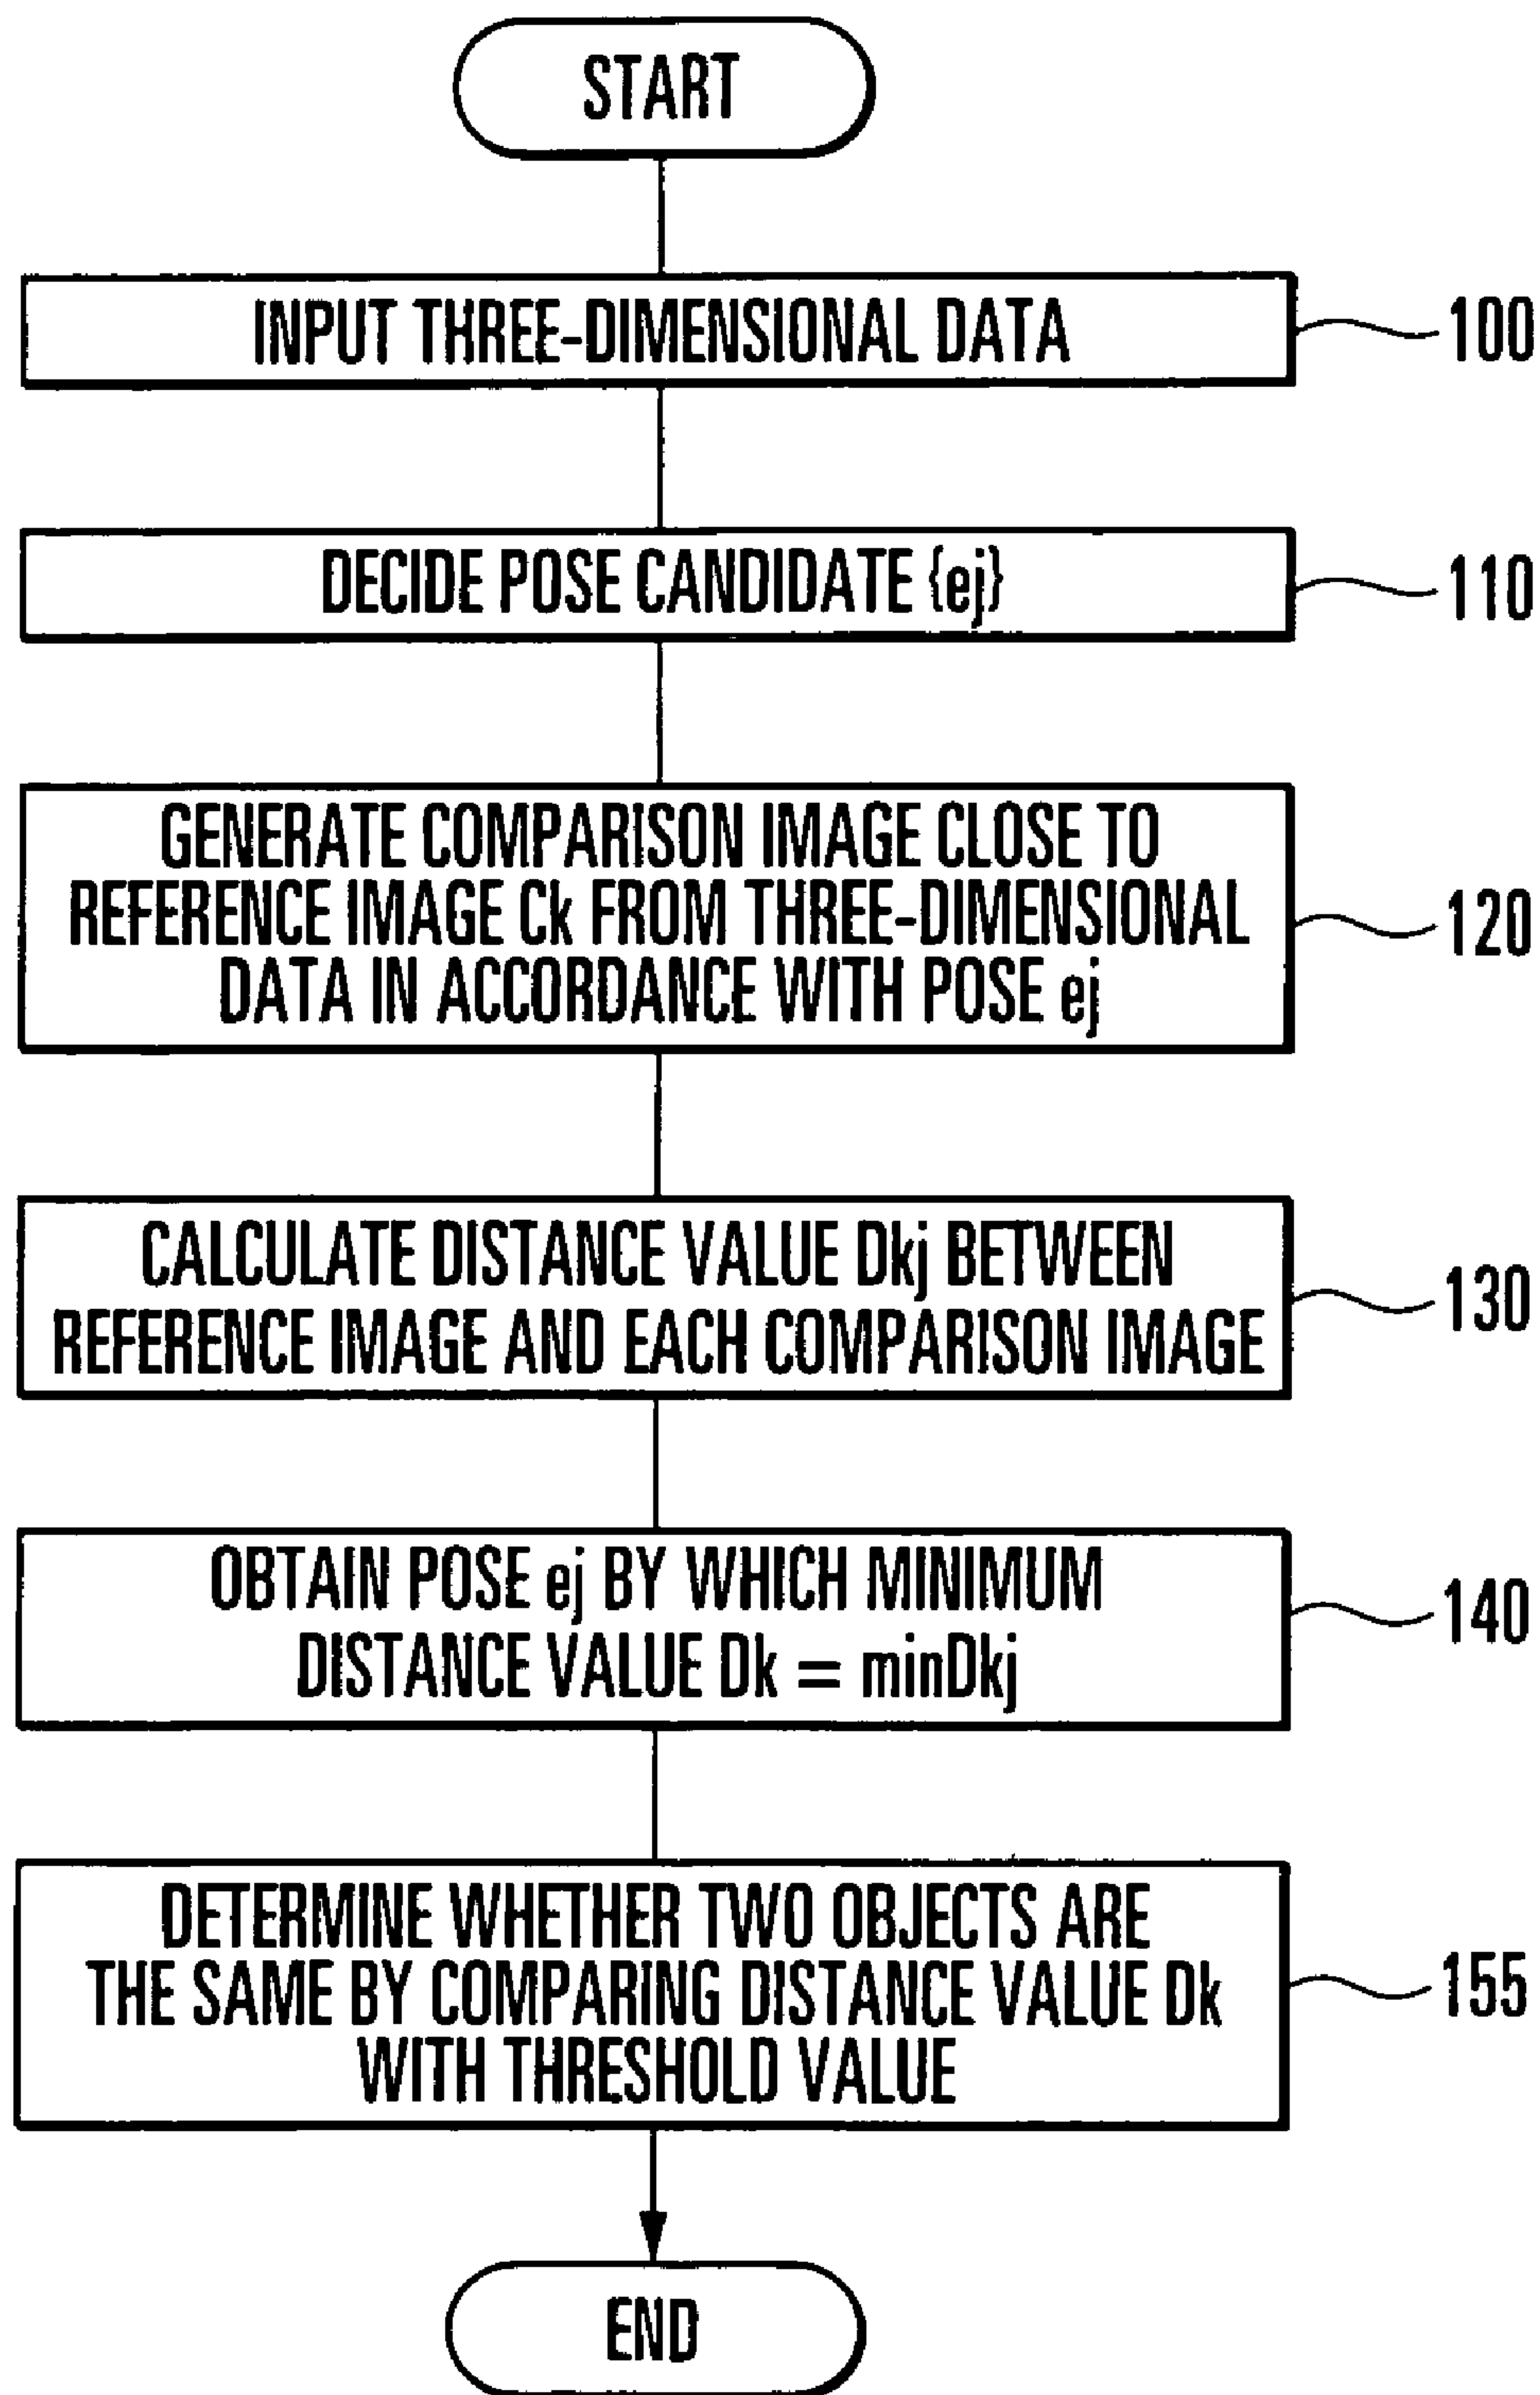 START
INPUT THREE-DIMENSIONAL DATA
100
DECIDE POSE CANDIDATE {ej}
110
GENERATE COMPARISON IMAGE CLOSE TO
REFERENCE IMAGE Ck FROM THREE-DIMENSIONAL
DATA IN ACCORDANCE WITH POSE ej
120
CALCULATE DISTANCE VALUE Dkj BETWEEN
REFERENCE IMAGE AND EACH COMPARISON IMAGE
130
OBTAIN POSE ej BY WHICH MINIMUM
DISTANCE VALUE Dk = minDkj
140
DETERMINE WHETHER TWO OBJECTS ARE
THE SAME BY COMPARING DISTANCE VALUE Dk
WITH THRESHOLD VALUE
155
END